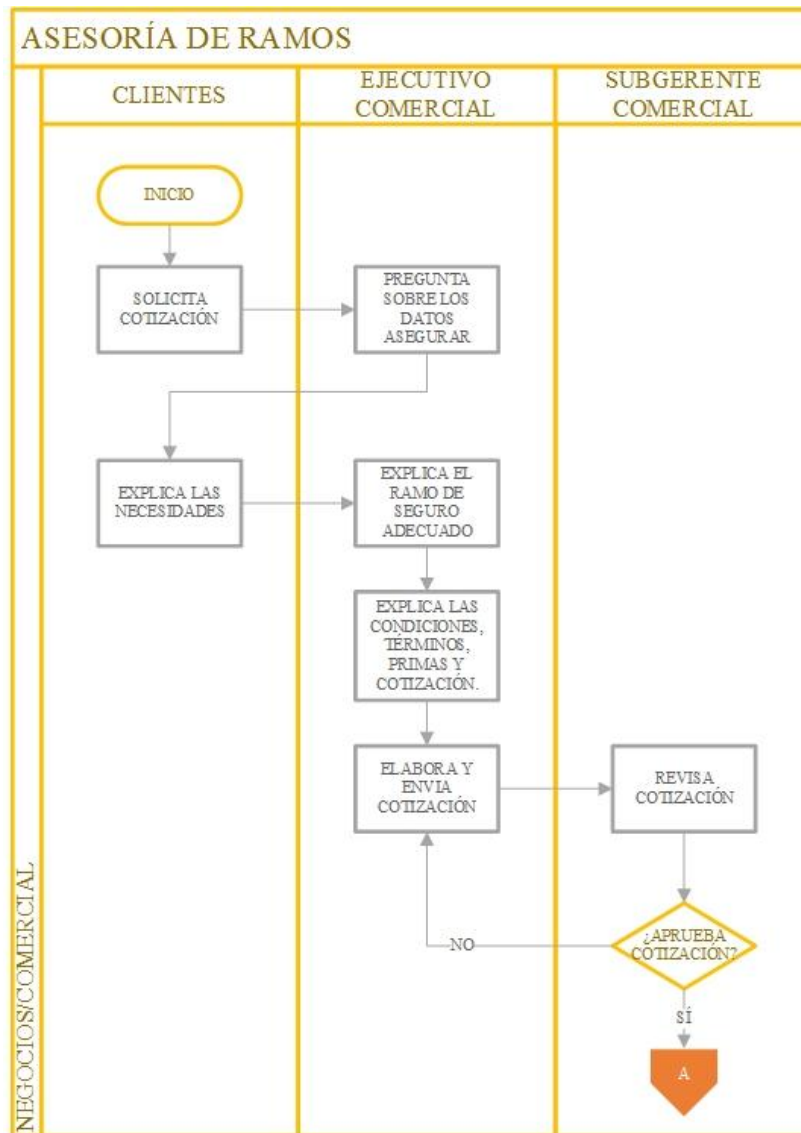 ASESORÍA DE RAMOS
CLIENTES
EJECUTIVO
COMERCIAL
SUBGERENTE
COMERCIAL
INICIO
SOLICITA
COTIZACIÓN
PREGUNTA
SOBRE LOS
DATOS
ASEGURAR
EXPLICA LAS
NECESIDADES
EXPLICA EL
RAMO DE
SEGURO
ADECUADO
EXPLICA LAS
CONDICIONES,
TÉRMINOS,
PRIMAS Y
COTIZACIÓN.
ELABORA Y
ENVIA
COTIZACIÓN
REVISA
COTIZACIÓN
¿APRUEBA
COTIZACIÓN?
NO
SÍ
A
NEGOCIOS/COMERCIAL